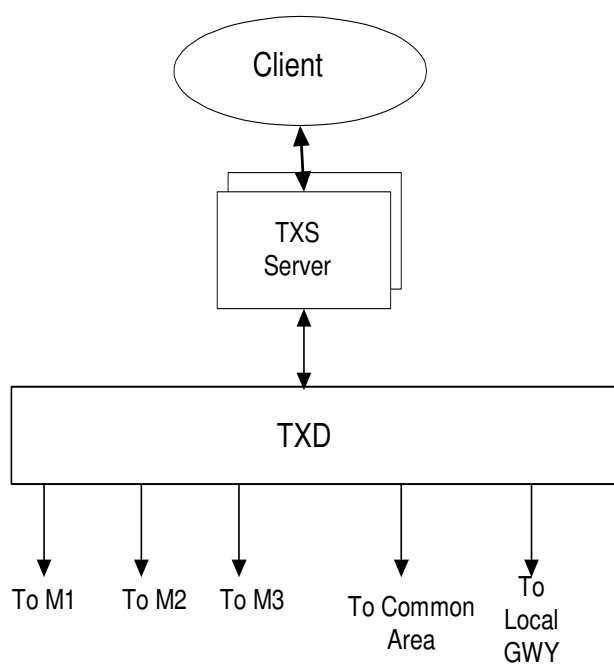 Client
TXS
Server
TXD
To M1
To M2
To M3
To Common
Area
To
Local
GWY